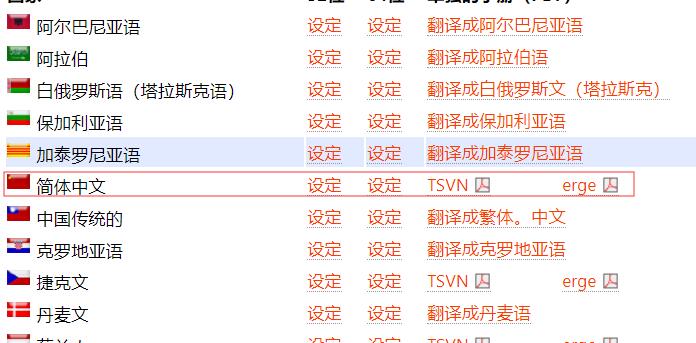 阿尔巴尼亚语 设定 设定 翻译成阿尔巴尼亚语
阿拉伯 设定 设定 翻译成阿拉伯语
白俄罗斯语（塔拉斯克语） 设定 设定 翻译成白俄罗斯文（塔拉斯克）
保加利亚语 设定 设定 翻译成保加利亚语
加泰罗尼亚语 设定 设定 翻译成加泰罗尼亚语
简体中文 设定 设定 TSVN erge
中国传统的 设定 设定 翻译成繁体。中文
克罗地亚语 设定 设定 翻译成克罗地亚语
捷克文 设定 设定 TSVN erge
丹麦文 设定 设定 翻译成丹麦语